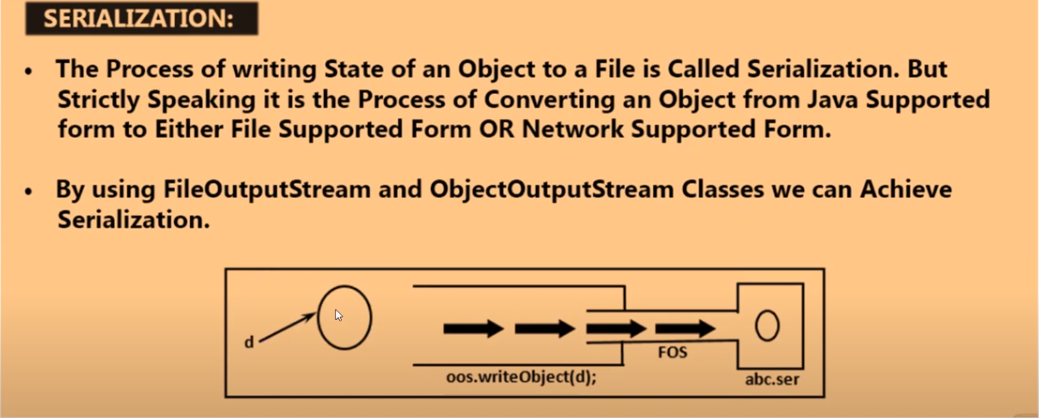 SERIALIZATION:
• The Process of writing State of an Object to a File is Called Serialization. But
Strictly Speaking it is the Process of Converting an Object from Java Supported
form to Either File Supported Form OR Network Supported Form.
• By using FileOutputStream and ObjectOutputStream Classes we can Achieve
Serialization.
d
FOS
oos.writeObject(d);
abc.ser